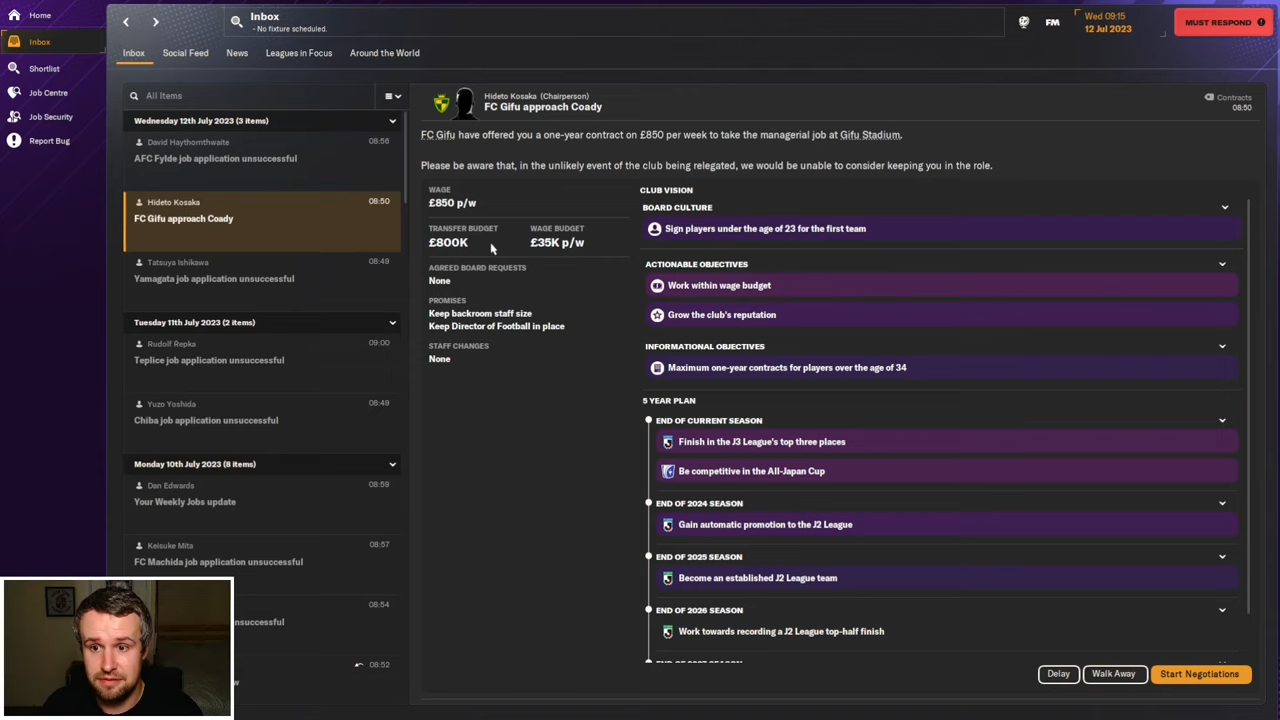 Home
Inbox
Shortlist
Job Centre
Job Security
Report Bug
Inbox
- No fixture scheduled.
FM
Wed 09:15
12 Jul 2023
MUST RESPOND
Inbox
Social Feed
News
Leagues in Focus
Around the World
All Items
Wednesday 12th July 2023 (3 items)
David Haythornthwaite
08:56
AFC Fylde job application unsuccessful
Hideto Kosaka
08:50
FC Gifu approach Coady
Tatsuya Ishikawa
08:49
Yamagata job application unsuccessful
Tuesday 11th July 2023 (2 items)
Rudolf Repka
09:00
Teplice job application unsuccessful
Yuzo Yoshida
08:49
Chiba job application unsuccessful
Monday 10th July 2023 (8 items)
Dan Edwards
08:59
Your Weekly Jobs update
Keisuke Mita
08:57
FC Machida job application unsuccessful
08:54
successful
08:52
Hideto Kosaka (Chairperson)
FC Gifu approach Coady
Contracts
08:50
FC Gifu have offered you a one-year contract on £850 per week to take the managerial job at Gifu Stadium.
Please be aware that, in the unlikely event of the club being relegated, we would be unable to consider keeping you in the role.
WAGE
£850 p/w
TRANSFER BUDGET
£800K
WAGE BUDGET
£35K p/w
AGREED BOARD REQUESTS
None
PROMISES
Keep backroom staff size
Keep Director of Football in place
STAFF CHANGES
None
CLUB VISION
BOARD CULTURE
Sign players under the age of 23 for the first team
ACTIONABLE OBJECTIVES
Work within wage budget
Grow the club's reputation
INFORMATIONAL OBJECTIVES
Maximum one-year contracts for players over the age of 34
5 YEAR PLAN
END OF CURRENT SEASON
Finish in the J3 League's top three places
Be competitive in the All-Japan Cup
END OF 2024 SEASON
Gain automatic promotion to the J2 League
END OF 2025 SEASON
Become an established J2 League team
END OF 2026 SEASON
Work towards recording a J2 League top-half finish
Delay
Walk Away
Start Negotiations